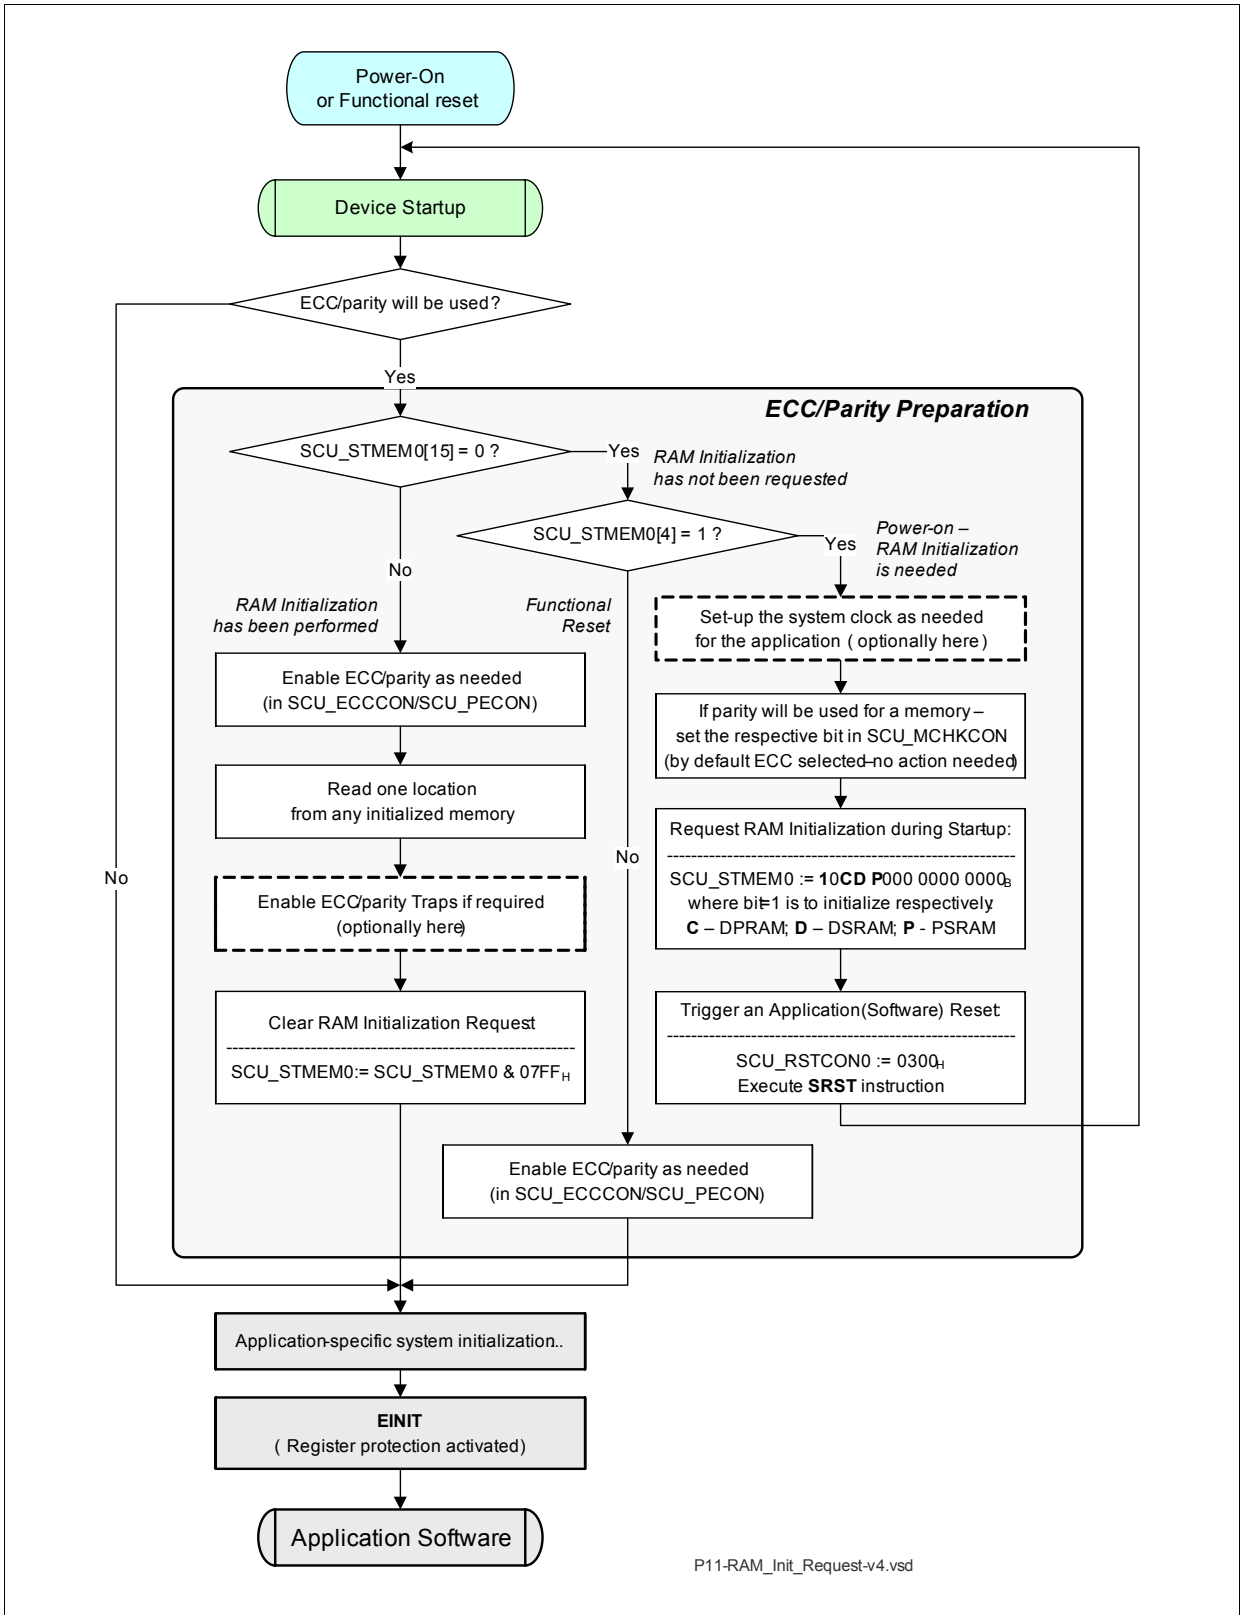 Power-On
or Functional reset
Device Startup
ECC/parity will be used?
Yes
ECC/Parity Preparation
SCU_STMEM0[15] = 0 ?
Yes
RAM Initialization
has not been requested
SCU_STMEM0[4] = 1 ?
Yes
Power-on –
RAM Initialization
is needed
No
RAM Initialization
has been performed
Functional
Reset
Set-up the system clock as needed
for the application ( optionally here )
Enable ECC/parity as needed
(in SCU_ECCCON/SCU_PECON)
If parity will be used for a memory –
set the respective bit in SCU_MCHKCON
(by default ECC selected–no action needed)
Read one location
from any initialized memory
Request RAM Initialization during Start-up:
SCU_STMEM0 := 10CD P000 0000 0000B
where bit=1 is to initialize respectively:
C – DPRAM; D – DSRAM; P - PSRAM
No
No
Enable ECC/parity Traps if required
(optionally here)
Clear RAM Initialization Request:
SCU_STMEM0:= SCU_STMEM0 & 07FFH
Trigger an Application(Software) Reset:
SCU_RSTCON0 := 0300H
Execute SRST instruction
Enable ECC/parity as needed
(in SCU_ECCCON/SCU_PECON)
Application-specific system initialization..
EINIT
( Register protection activated)
Application Software
P11-RAM_Init_Request-v4.vsd